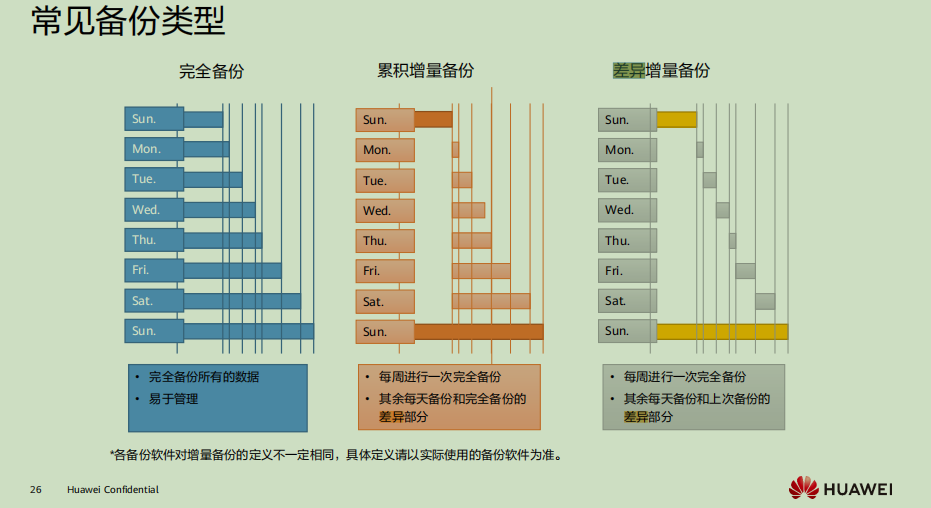 常见备份类型
完全备份
累积增量备份
差异增量备份
Sun.
Mon.
Tue.
Wed.
Thu.
Fri.
Sat.
Sun.
Sun.
Mon.
Tue.
Wed.
Thu.
Fri.
Sat.
Sun.
Sun.
Mon.
Tue.
Wed.
Thu.
Fri.
Sat.
Sun.
• 完全备份所有的数据
• 易于管理
• 每周进行一次完全备份
• 其余每天备份和完全备份的
差异部分
• 每周进行一次完全备份
• 其余每天备份和上次备份的
差异部分
*各备份软件对增量备份的定义不一定相同，具体定义请以实际使用的备份软件为准。
26 Huawei Confidential
HUAWEI